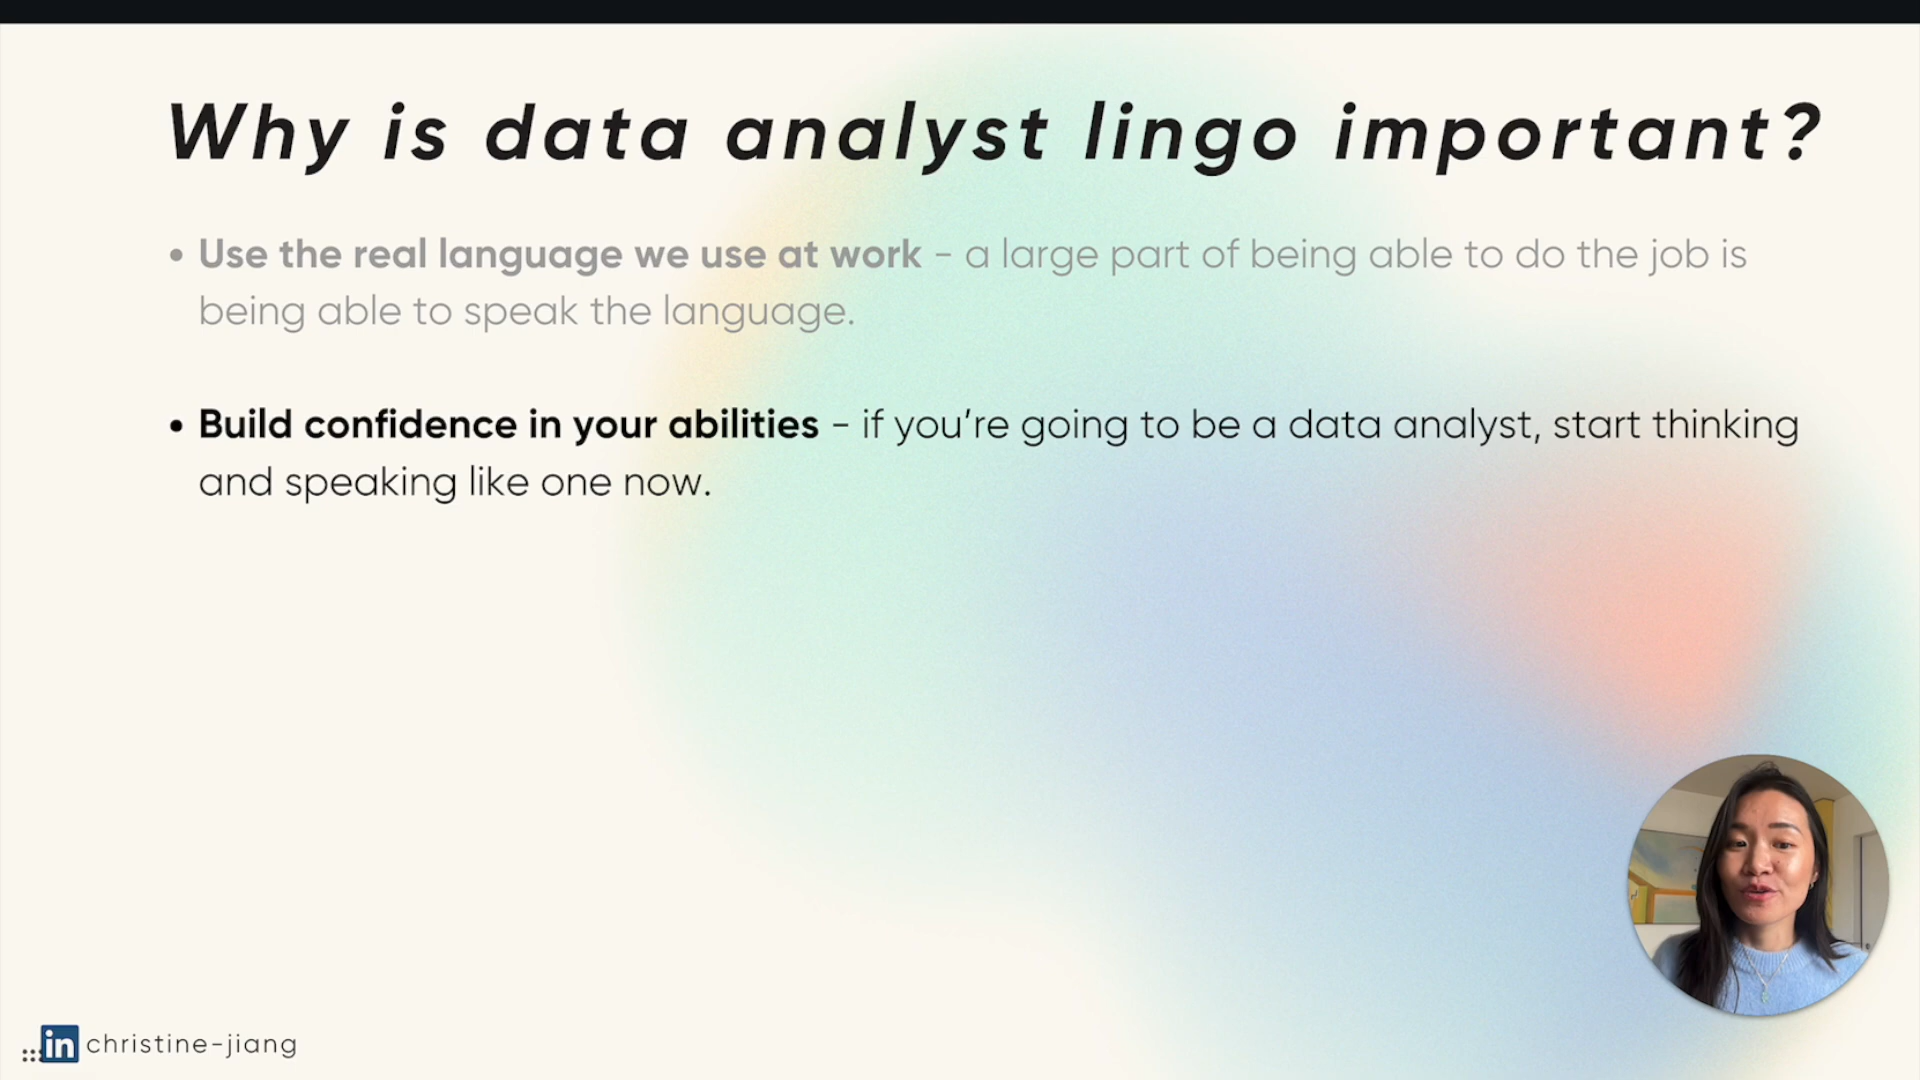 Why is data analyst lingo important?
• Use the real language we use at work - a large part of being able to do the job is
being able to speak the language.
• Build confidence in your abilities - if you’re going to be a data analyst, start thinking
and speaking like one now.
in christine-jiang